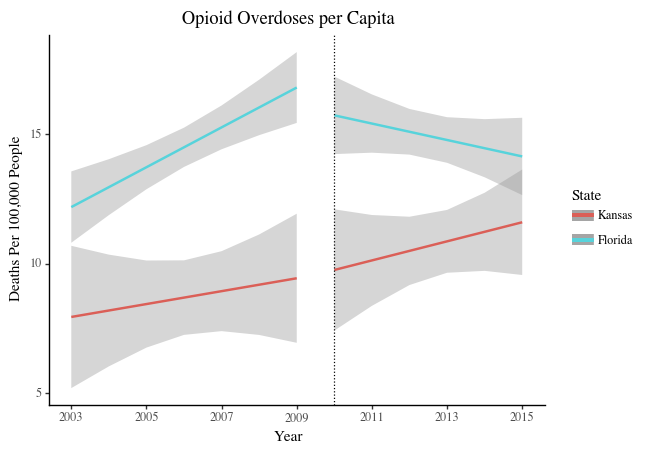 Opioid Overdoses per Capita
Deaths Per 100,000 People
15
10
5
2003 2005 2007 2009 2011 2013 2015
Year
State
Kansas
Florida